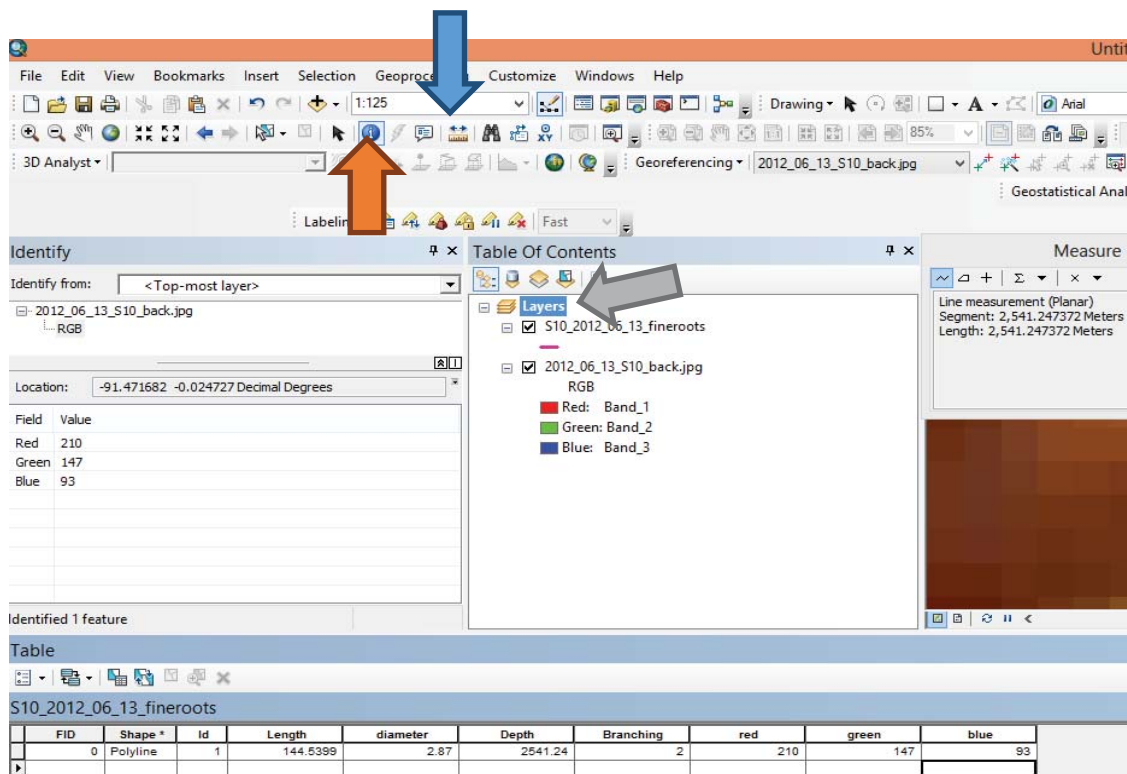 Untit
File Edit View Bookmarks Insert Selection Geoproce Customize Windows Help
1:125 Drawing A Arial
XY 85%
3D Analyst Georeferencing 2012_06_13_S10_back.jpg
Geostatistical Anal
Labelin Fast
Identify
Identify from: <Top-most layer>
2012_06_13_S10_back.jpg
RGB
Location: -91.471682 -0.024727 Decimal Degrees
Field Value
Red 210
Green 147
Blue 93
Identified 1 feature
Table Of Contents
Layers
S10_2012_06_13_fineroots
2012_06_13_S10_back.jpg
RGB
Red: Band_1
Green: Band_2
Blue: Band_3
Measure
Σ
Line measurement (Planar)
Segment: 2,541.247372 Meters
Length: 2,541.247372 Meters
Table
S10_2012_06_13_fineroots
FID Shape * Id Length diameter Depth Branching red green blue
0 Polyline 1 144.5399 2.87 2541.24 2 210 147 93